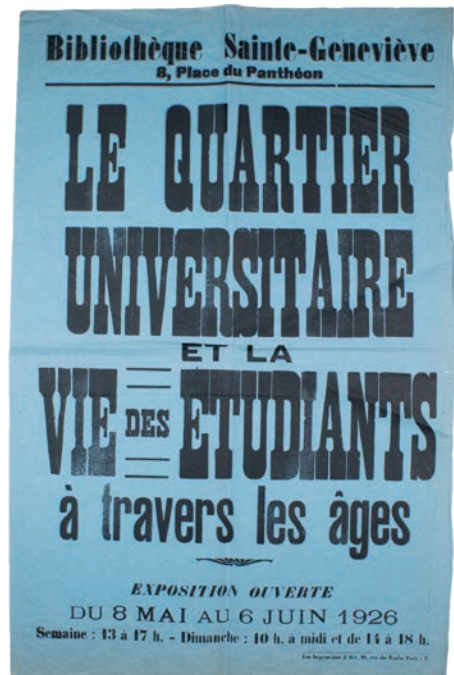 Bibliothèque Sainte-Geneviève
8, Place du Panthéon
LE QUARTIER
UNIVERSITAIRE
ET LA
VIE DES ETUDIANTS
à travers les âges
EXPOSITION OUVERTE
DU 8 MAI AU 6 JUIN 1926
Semaine : 13 à 17 h. - Dimanche : 10 h. à midi et de 14 à 18 h.